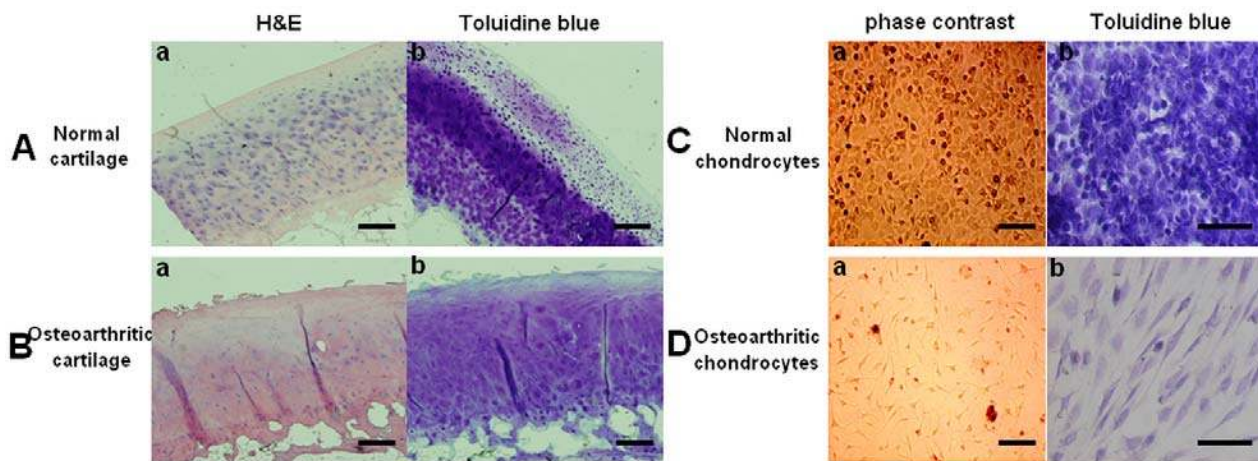 H&E
Toluidine blue
phase contrast
Toluidine blue
a
b
a
b
A
Normal
cartilage
C
Normal
chondrocytes
a
b
a
b
B
Osteoarthritic
cartilage
D
Osteoarthritic
chondrocytes